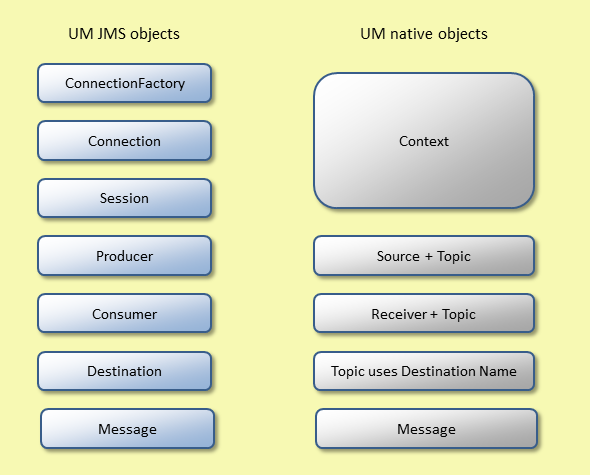 UM JMS objects
UM native objects
ConnectionFactory
Connection
Context
Session
Producer
Source + Topic
Consumer
Receiver + Topic
Destination
Topic uses Destination Name
Message
Message